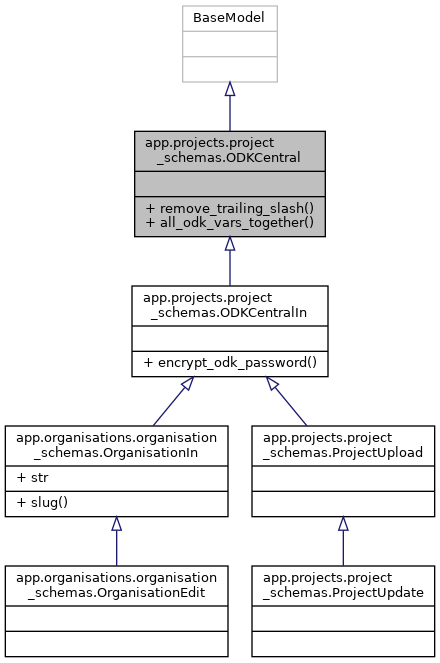 BaseModel
app.projects.project
_schemas.ODKCentral
+ remove_trailing_slash()
+ all_odk_vars_together()
app.projects.project
_schemas.ODKCentralIn
+ encrypt_odk_password()
app.organisations.organisation
_schemas.OrganisationIn
+ str
+ slug()
app.projects.project
_schemas.ProjectUpload
app.organisations.organisation
_schemas.OrganisationEdit
app.projects.project
_schemas.ProjectUpdate